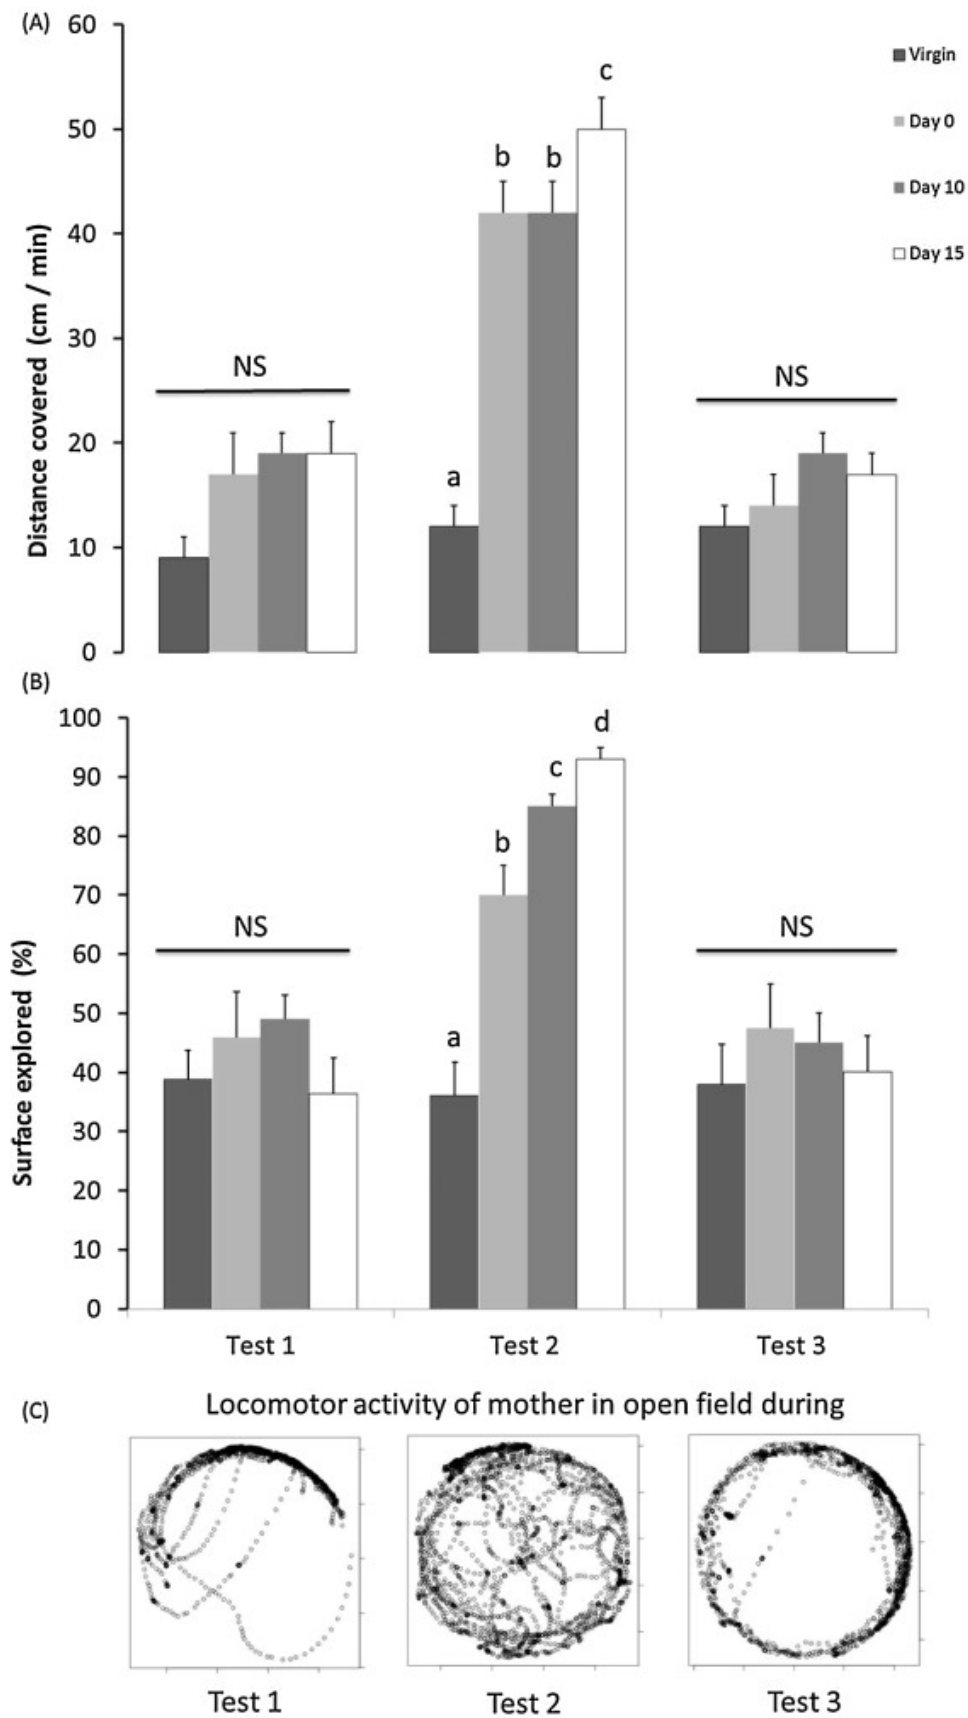 (A)
60
50
40
30
20
10
0
Distance covered (cm / min)
NS
a
b
b
c
NS
Virgin
Day 0
Day 10
Day 15
(B)
100
90
80
70
60
50
40
30
20
10
0
Surface explored (%)
NS
a
b
c
d
NS
Test 1
Test 2
Test 3
(C)
Locomotor activity of mother in open field during
Test 1
Test 2
Test 3